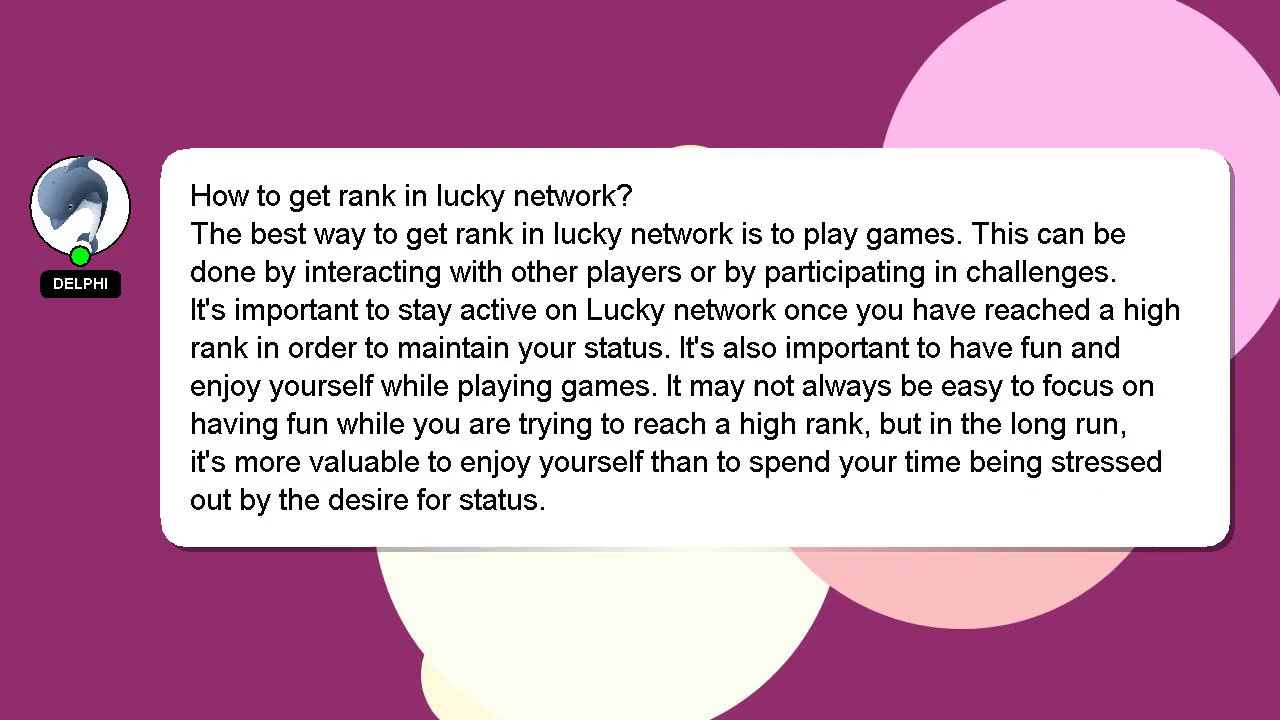 How to get rank in lucky network?
The best way to get rank in lucky network is to play games. This can be
done by interacting with other players or by participating in challenges.
It's important to stay active on Lucky network once you have reached a high
rank in order to maintain your status. It's also important to have fun and
enjoy yourself while playing games. It may not always be easy to focus on
having fun while you are trying to reach a high rank, but in the long run,
it's more valuable to enjoy yourself than to spend your time being stressed
out by the desire for status.
DELPHI